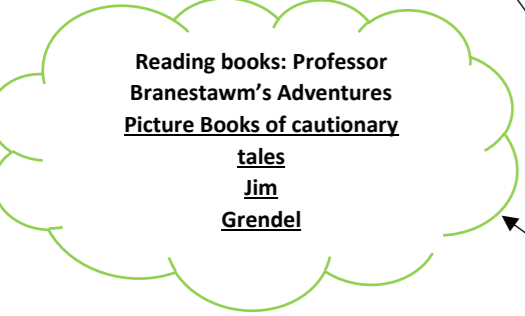 Reading books: Professor
Branestawm’s Adventures
Picture Books of cautionary
tales
Jim
Grendel